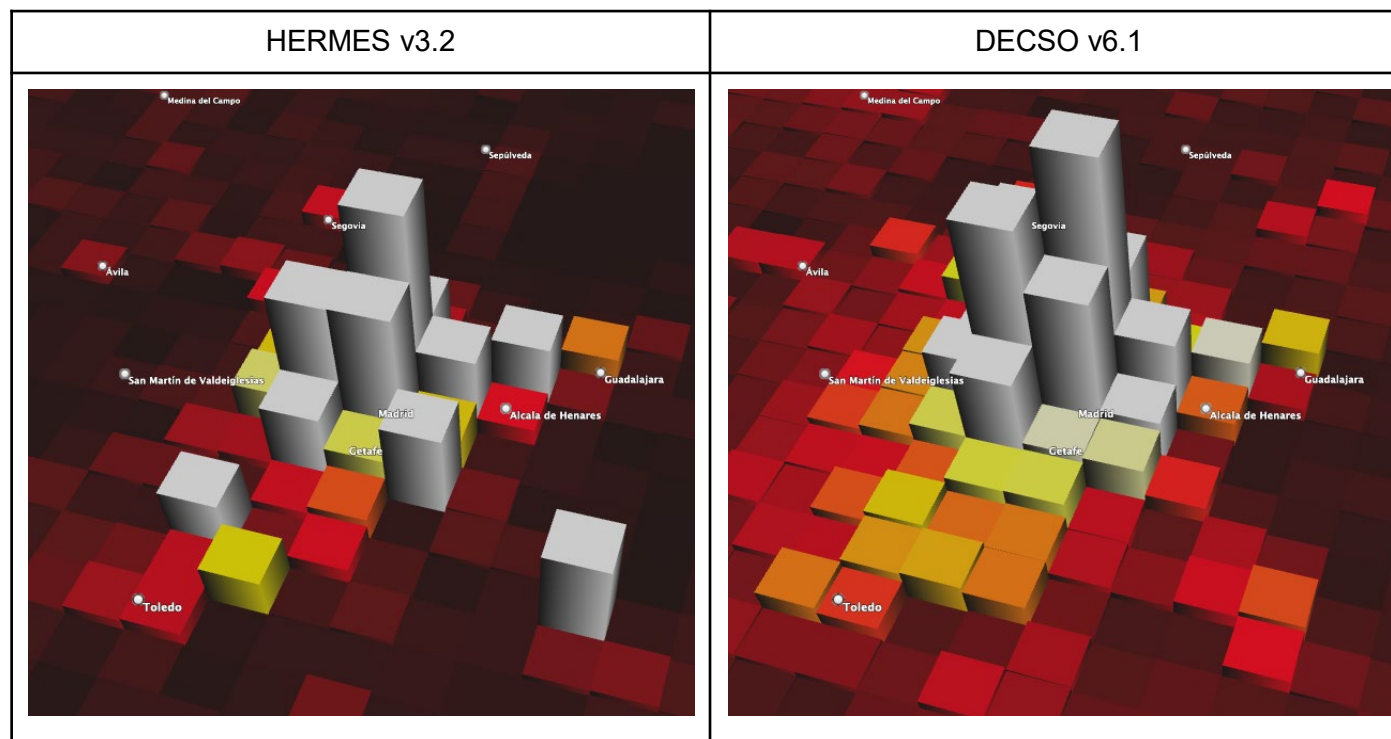 HERMES v3.2
DECSO v6.1
Medina del Campo
Sepúlveda
Segovia
Ávila
San Martín de Valdeiglesias
Guadalajara
Madrid
Alcala de Henares
Getafe
Toledo
Medina del Campo
Sepúlveda
Segovia
Ávila
San Martín de Valdeiglesias
Guadalajara
Madrid
Alcala de Henares
Getafe
Toledo